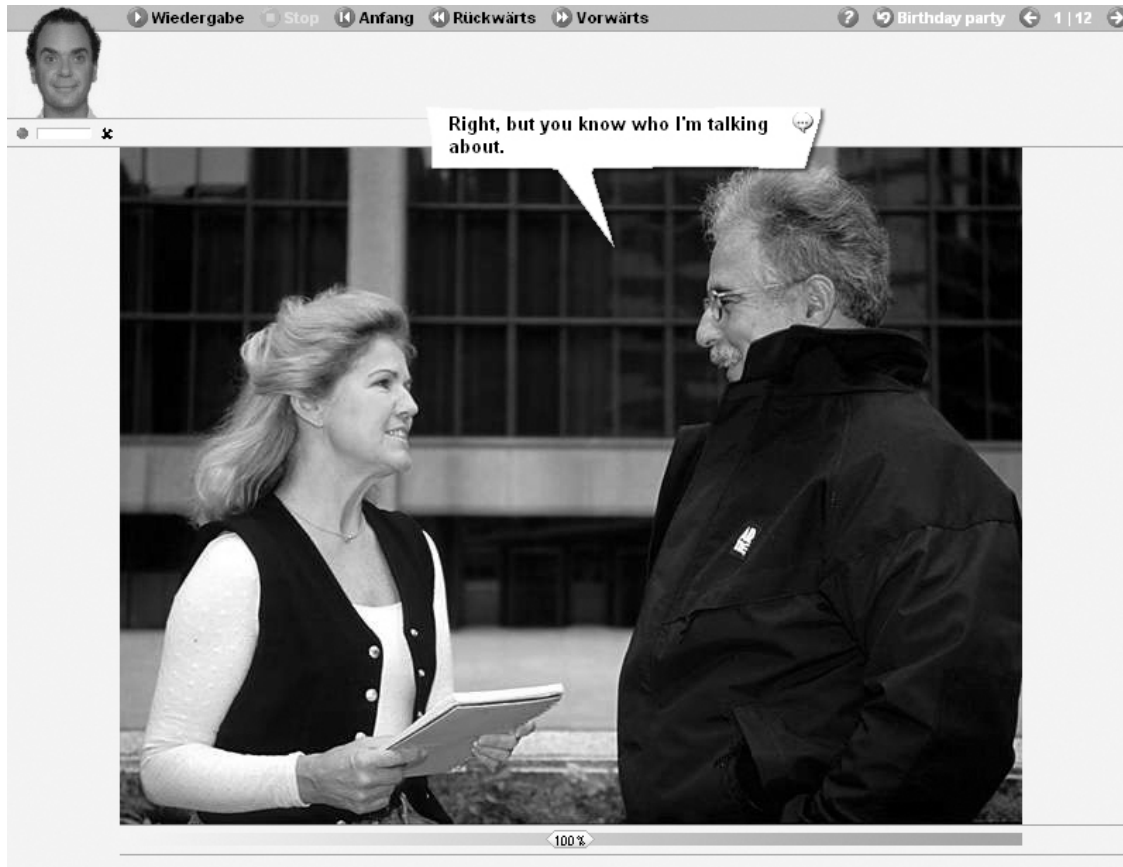 Wiedergabe Stop Anfang Rückwärts Vorwärts ? Birthday party 1 | 12
Right, but you know who I'm talking
about.
100 %